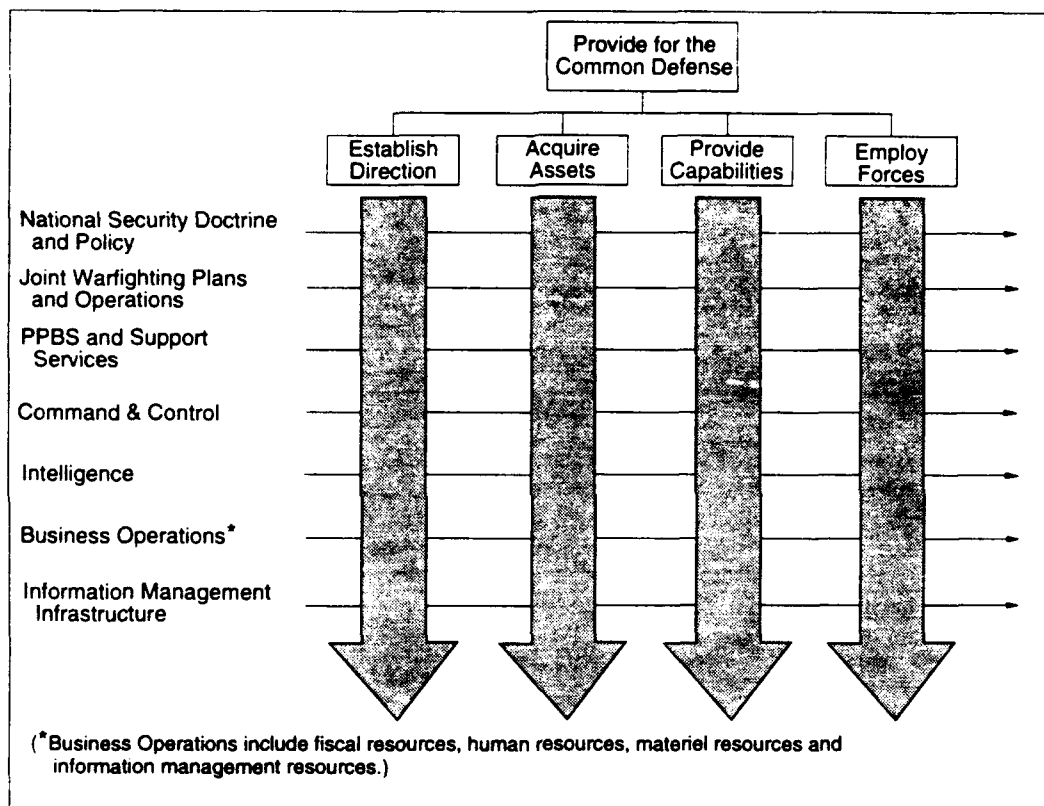 Provide for the
Common Defense
Establish
Direction
Acquire
Assets
Provide
Capabilities
Employ
Forces
National Security Doctrine
and Policy
Joint Warfighting Plans
and Operations
PPBS and Support
Services
Command & Control
Intelligence
Business Operations*
Information Management
Infrastructure
(*Business Operations include fiscal resources, human resources, materiel resources and
information management resources.)